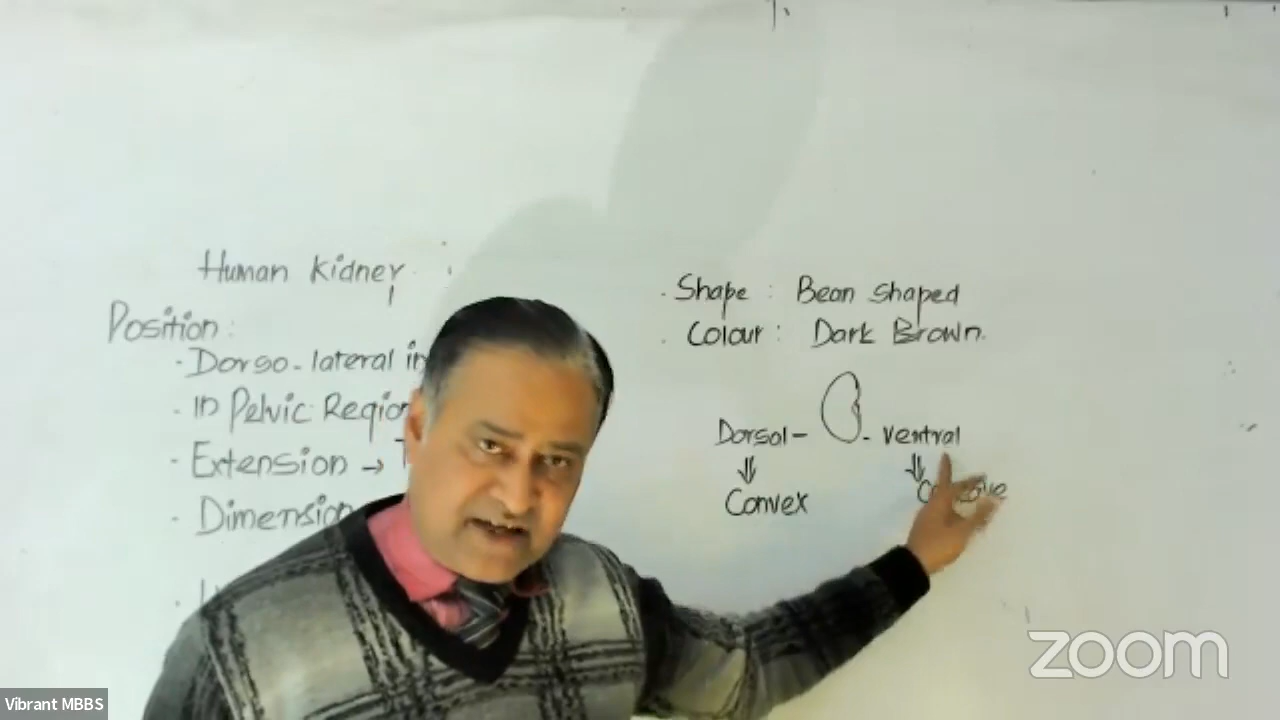 Human Kidney
Position:
· Dorso-lateral in
· In Pelvic Region
· Extension →
· Dimension
· Shape : Bean shaped
· Colour : Dark Brown.
Dorsal - - Ventral
⇓ ⇓
Convex Concave
zoom
Vibrant MBBS